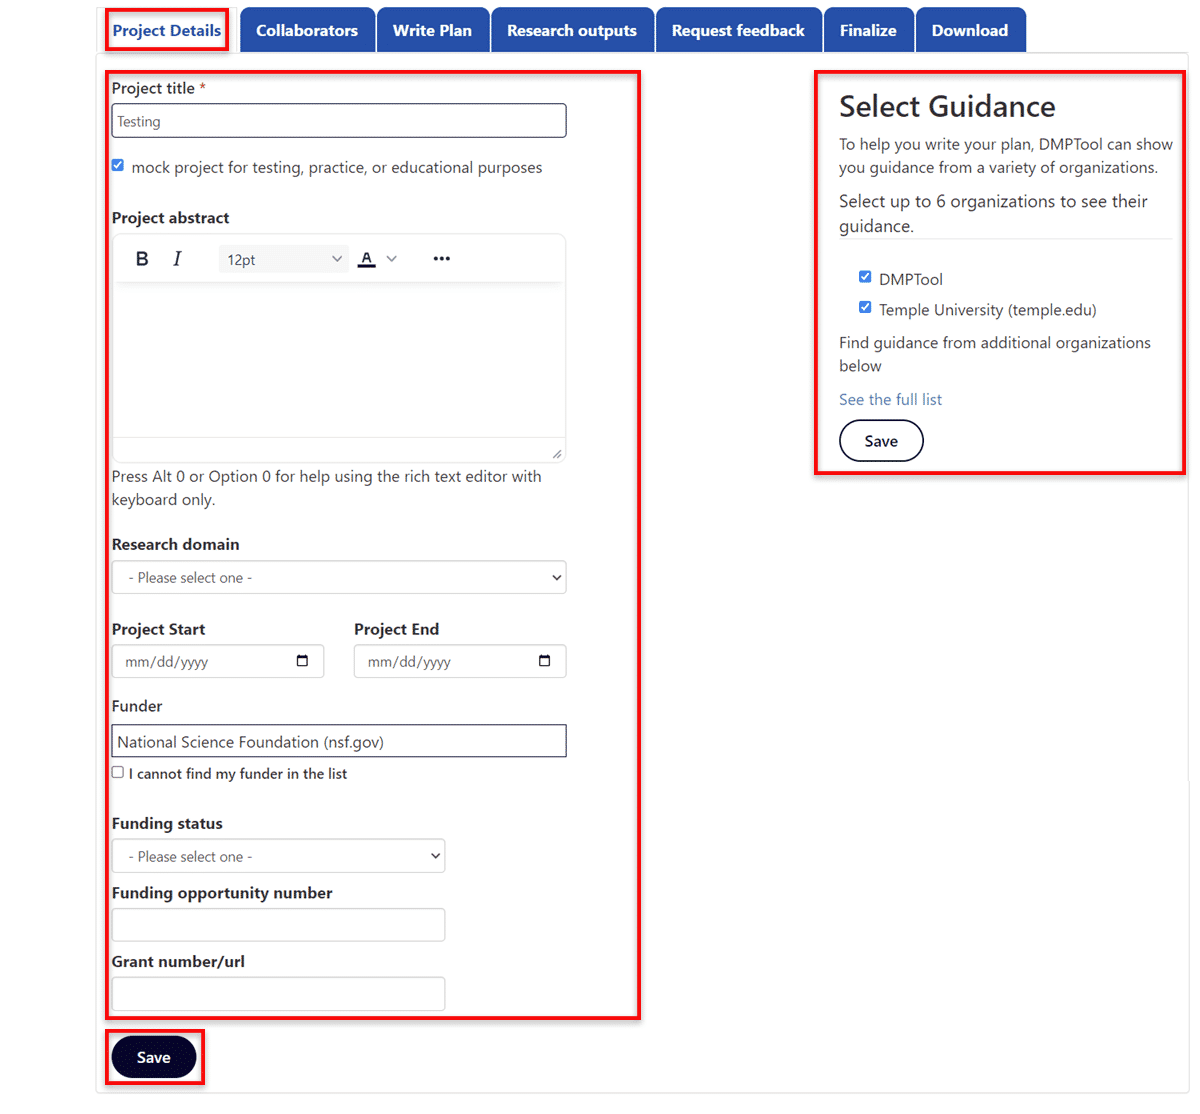 Project Details
Collaborators
Write Plan
Research outputs
Request feedback
Finalize
Download
Project title *
Testing
mock project for testing, practice, or educational purposes
Project abstract
B I 12pt A •••
Press Alt 0 or Option 0 for help using the rich text editor with
keyboard only.
Research domain
- Please select one -
Project Start
Project End
mm/dd/yyyy
mm/dd/yyyy
Funder
National Science Foundation (nsf.gov)
I cannot find my funder in the list
Funding status
- Please select one -
Funding opportunity number
Grant number/url
Save
Select Guidance
To help you write your plan, DMPTool can show
you guidance from a variety of organizations.
Select up to 6 organizations to see their
guidance.
DMPTool
Temple University (temple.edu)
Find guidance from additional organizations
below
See the full list
Save